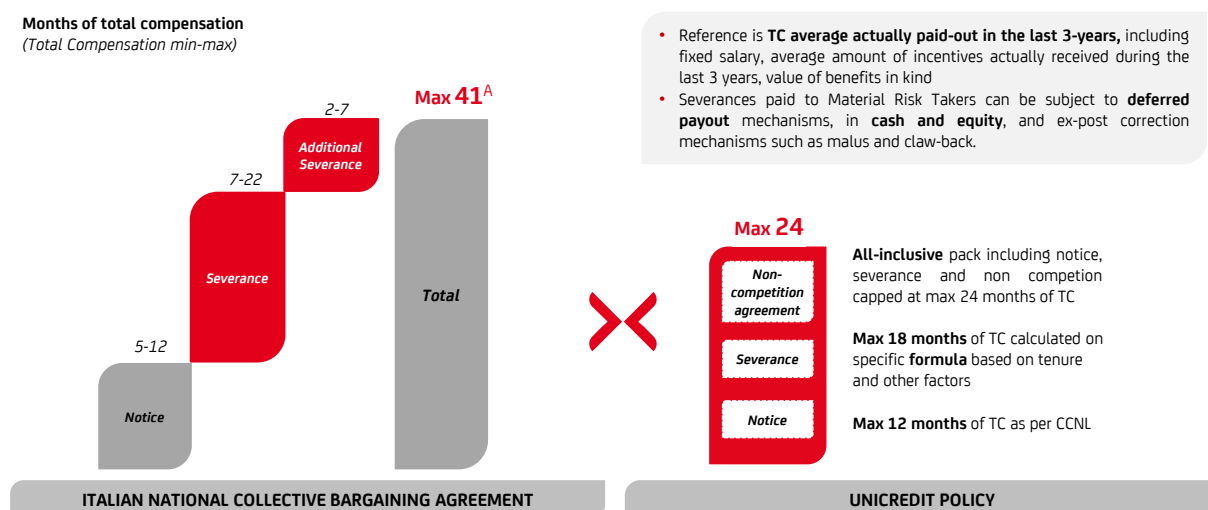 Months of total compensation
(Total Compensation min-max)
Max 41A
2-7
Additional
Severance
7-22
Severance
Total
5-12
Notice
ITALIAN NATIONAL COLLECTIVE BARGAINING AGREEMENT
• Reference is TC average actually paid-out in the last 3-years, including
fixed salary, average amount of incentives actually received during the
last 3 years, value of benefits in kind
• Severances paid to Material Risk Takers can be subject to deferred
payout mechanisms, in cash and equity, and ex-post correction
mechanisms such as malus and claw-back.
Max 24
Non-
competition
agreement
All-inclusive pack including notice,
severance and non competion
capped at max 24 months of TC
Severance
Max 18 months of TC calculated on
specific formula based on tenure
and other factors
Notice
Max 12 months of TC as per CCNL
UNICREDIT POLICY